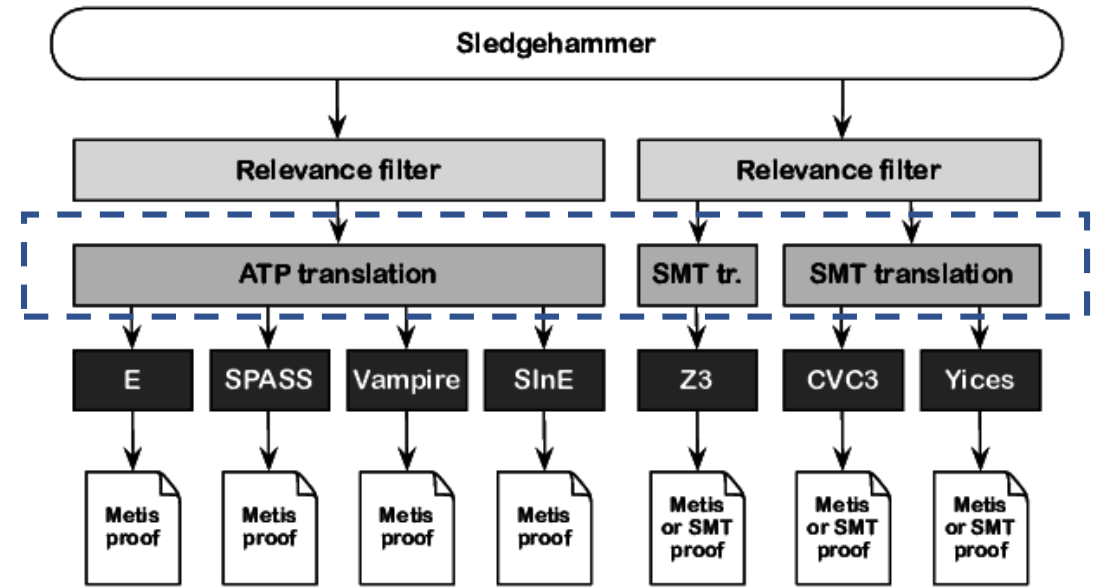 Sledgehammer
Relevance filter
Relevance filter
ATP translation
SMT tr.
SMT translation
E
SPASS
Vampire
SInE
Z3
CVC3
Yices
Metis
proof
Metis
proof
Metis
proof
Metis
proof
Metis
or SMT
proof
Metis
or SMT
proof
Metis
or SMT
proof